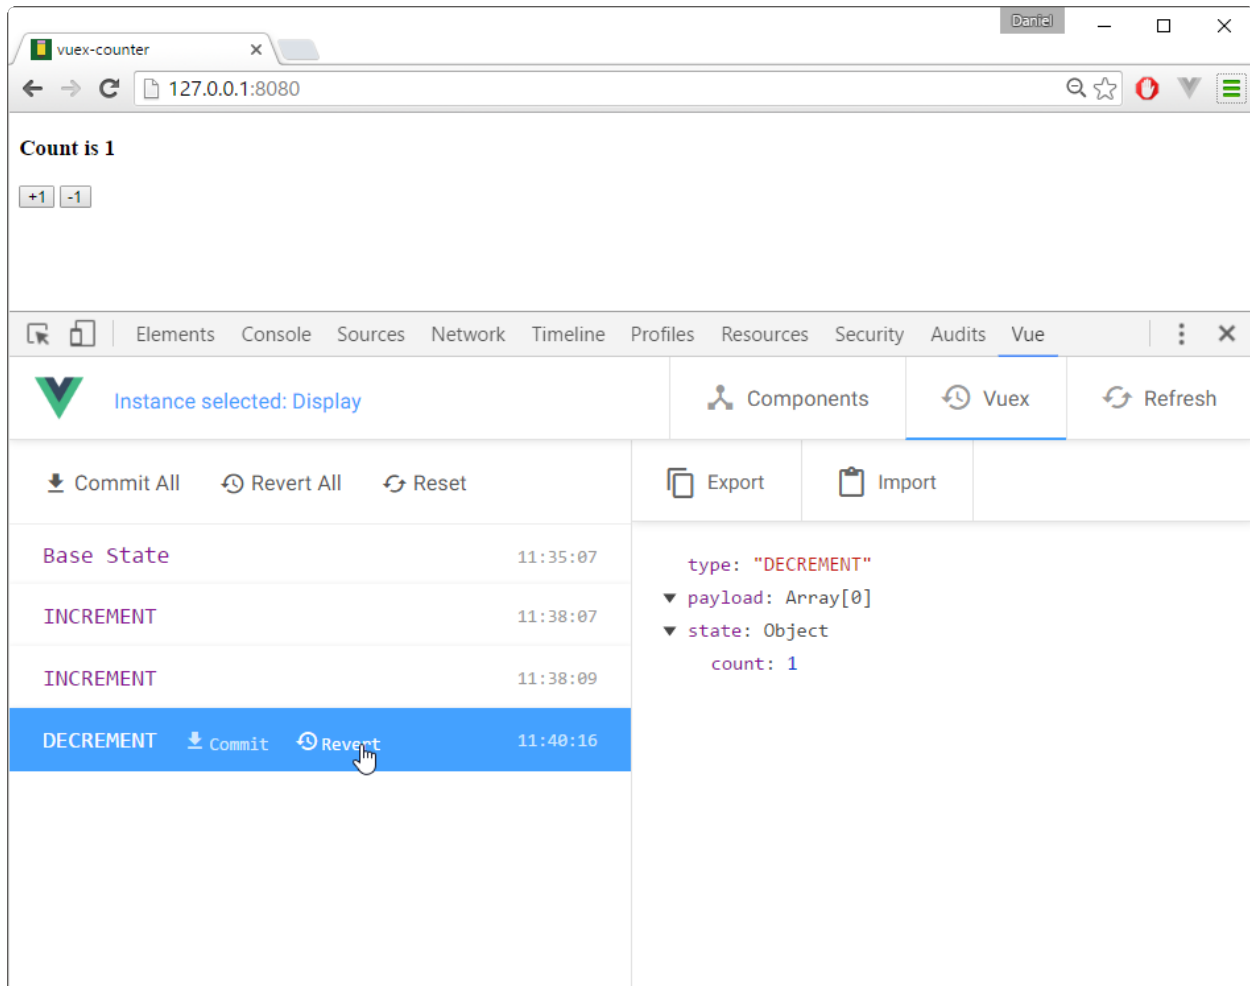 Daniel
vuex-counter
127.0.0.1:8080
Count is 1
+1 -1
Elements Console Sources Network Timeline Profiles Resources Security Audits Vue
Instance selected: Display Components Vuex Refresh
Commit All Revert All Reset Export Import
Base State 11:35:07
INCREMENT 11:38:07
INCREMENT 11:38:09
DECREMENT Commit Revert 11:40:16
type: "DECREMENT"
payload: Array[0]
state: Object
count: 1